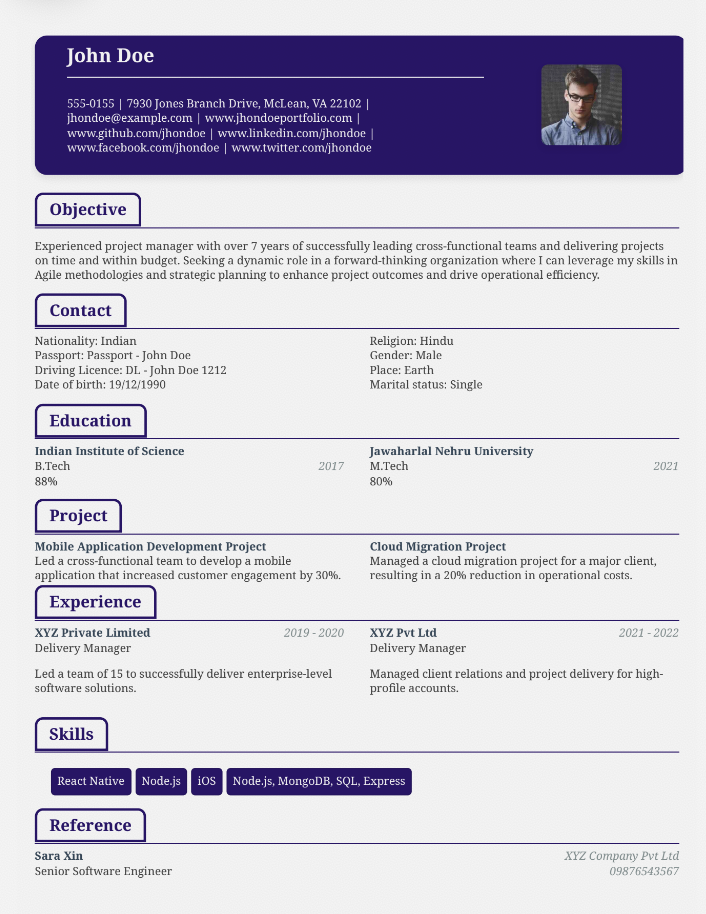 John Doe
555-0155 | 7930 Jones Branch Drive, McLean, VA 22102 |
jhondoe@example.com | www.jhondoeportfolio.com |
www.github.com/jhondoe | www.linkedin.com/jhondoe |
www.facebook.com/jhondoe | www.twitter.com/jhondoe
Objective
Experienced project manager with over 7 years of successfully leading cross-functional teams and delivering projects
on time and within budget. Seeking a dynamic role in a forward-thinking organization where I can leverage my skills in
Agile methodologies and strategic planning to enhance project outcomes and drive operational efficiency.
Contact
Nationality: Indian
Passport: Passport - John Doe
Driving Licence: DL - John Doe 1212
Date of birth: 19/12/1990
Religion: Hindu
Gender: Male
Place: Earth
Marital status: Single
Education
Indian Institute of Science
B.Tech 2017
88%
Jawaharlal Nehru University
M.Tech 2021
80%
Project
Mobile Application Development Project
Led a cross-functional team to develop a mobile
application that increased customer engagement by 30%.
Cloud Migration Project
Managed a cloud migration project for a major client,
resulting in a 20% reduction in operational costs.
Experience
XYZ Private Limited 2019 - 2020
Delivery Manager
Led a team of 15 to successfully deliver enterprise-level
software solutions.
XYZ Pvt Ltd 2021 - 2022
Delivery Manager
Managed client relations and project delivery for high-
profile accounts.
Skills
React Native Node.js iOS Node.js, MongoDB, SQL, Express
Reference
Sara Xin XYZ Company Pvt Ltd
Senior Software Engineer 09876543567